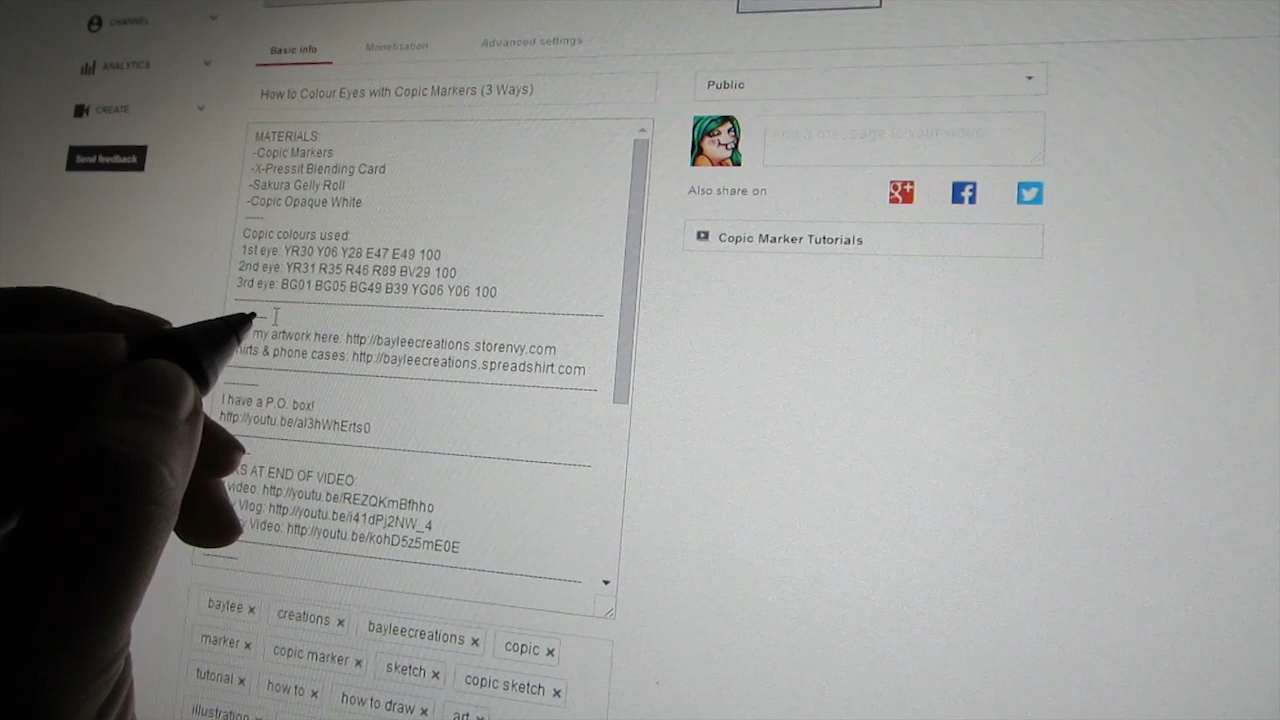 CHANNEL
ANALYTICS
CREATE
Send feedback
Basic info
Monetization
Advanced settings
How to Colour Eyes with Copic Markers (3 Ways)
MATERIALS:
-Copic Markers
-X-Pressit Blending Card
-Sakura Gelly Roll
-Copic Opaque White
-----
Copic colours used:
1st eye: YR30 Y06 Y28 E47 E49 100
2nd eye: YR31 R35 R46 R89 BV29 100
3rd eye: BG01 BG05 BG49 B39 YG06 Y06 100
my artwork here: http://bayleecreations.storenvy.com
& phone cases: http://bayleecreations.spreadshirt.com
I have a P.O. box!
http://youtu.be/al3hWhErts0
AT END OF VIDEO:
video: http://youtu.be/REZQKmBfhho
Vlog: http://youtu.be/i41dPj2NW_4
Video: http://youtu.be/kohD5z5mE0E
baylee × creations × bayleecreations × copic ×
marker × copic marker × sketch × copic sketch ×
tutorial × how to × how to draw × art ×
illustration
Public
Also share on
g+ f
Copic Marker Tutorials